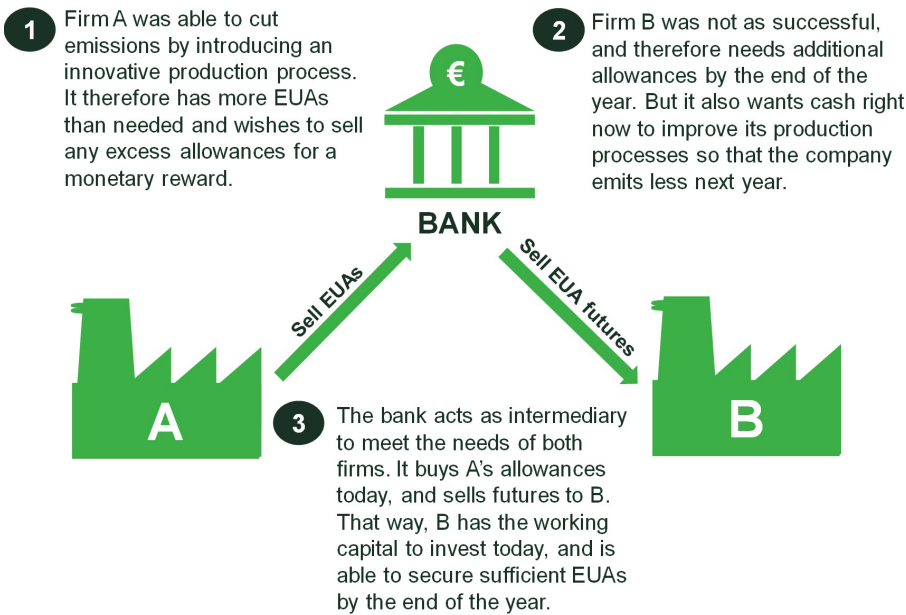 1
Firm A was able to cut
emissions by introducing an
innovative production process.
It therefore has more EUAs
than needed and wishes to sell
any excess allowances for a
monetary reward.
€
BANK
2
Firm B was not as successful,
and therefore needs additional
allowances by the end of the
year. But it also wants cash right
now to improve its production
processes so that the company
emits less next year.
Sell EUAs
Sell EUA futures
A
B
3
The bank acts as intermediary
to meet the needs of both
firms. It buys A's allowances
today, and sells futures to B.
That way, B has the working
capital to invest today, and is
able to secure sufficient EUAs
by the end of the year.